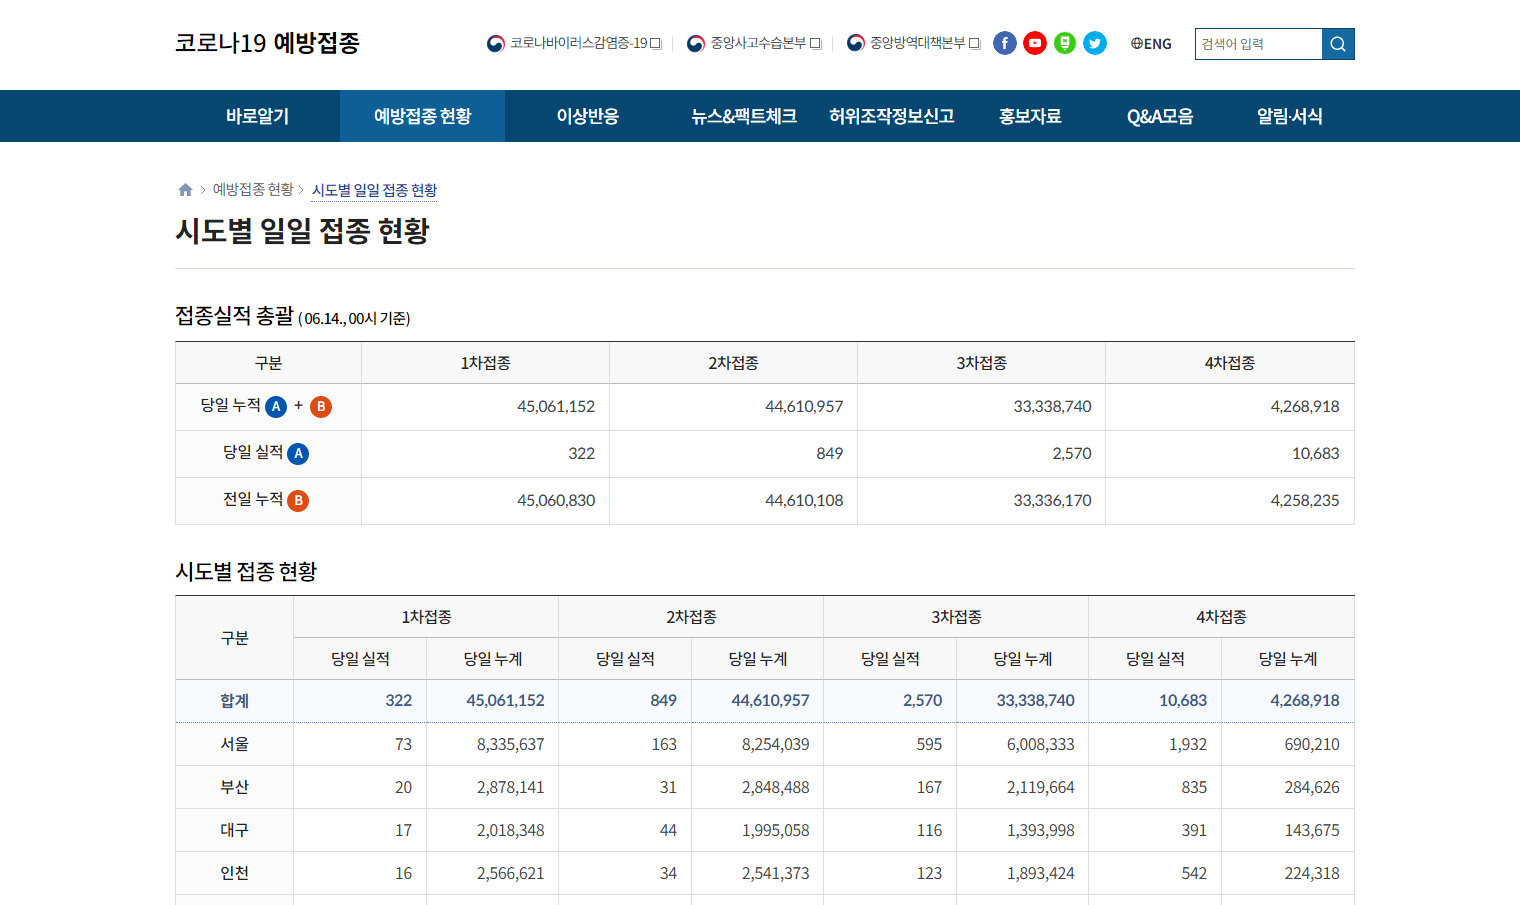 코로나19 예방접종
코로나바이러스감염증-19 중앙사고수습본부 중앙방역대책본부 ENG 검색어 입력
바로알기 예방접종 현황 이상반응 뉴스&팩트체크 허위조작정보신고 홍보자료 Q&A모음 알림·서식
예방접종 현황 시도별 일일 접종 현황
시도별 일일 접종 현황
접종실적 총괄 ( 06.14., 00시 기준)
구분 1차접종 2차접종 3차접종 4차접종
당일 누적 A + B 45,061,152 44,610,957 33,338,740 4,268,918
당일 실적 A 322 849 2,570 10,683
전일 누적 B 45,060,830 44,610,108 33,336,170 4,258,235
시도별 접종 현황
구분 1차접종 2차접종 3차접종 4차접종
당일 실적 당일 누계 당일 실적 당일 누계 당일 실적 당일 누계 당일 실적 당일 누계
합계 322 45,061,152 849 44,610,957 2,570 33,338,740 10,683 4,268,918
서울 73 8,335,637 163 8,254,039 595 6,008,333 1,932 690,210
부산 20 2,878,141 31 2,848,488 167 2,119,664 835 284,626
대구 17 2,018,348 44 1,995,058 116 1,393,998 391 143,675
인천 16 2,566,621 34 2,541,373 123 1,893,424 542 224,318